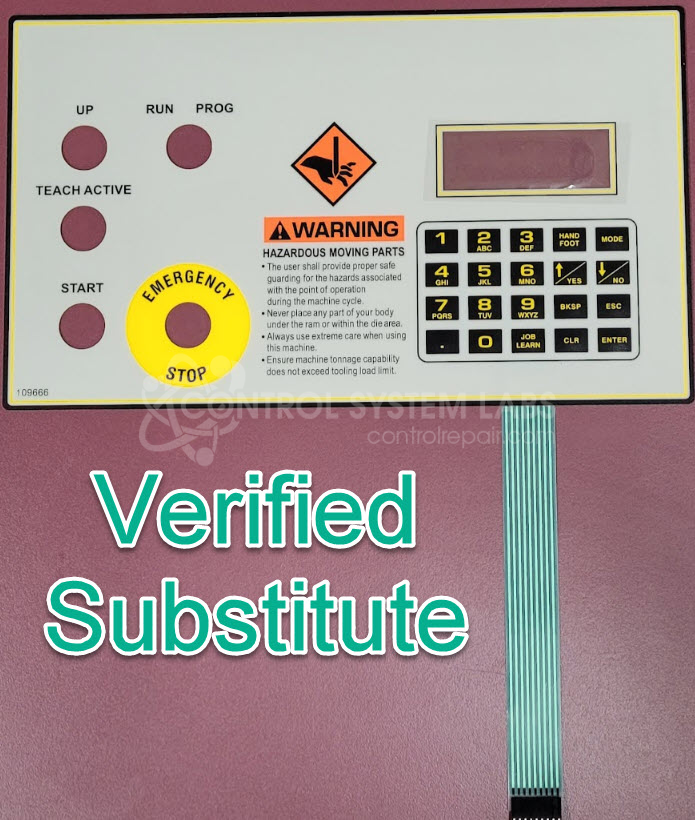 UP
RUN PROG
TEACH ACTIVE
START
EMERGENCY
STOP
109666
WARNING
HAZARDOUS MOVING PARTS
• The user shall provide proper safe
guarding for the hazards associated
with the point of operation
during the machine cycle.
• Never place any part of your body
under the ram or within the die area.
• Always use extreme care when using
this machine.
• Ensure machine tonnage capability
does not exceed tooling load limit.
1 2 ABC 3 DEF HAND FOOT MODE
4 GHI 5 JKL 6 MNO YES NO
7 PQRS 8 TUV 9 WXYZ BKSP ESC
. 0 JOB LEARN CLR ENTER
CONTROL SYSTEM LABS
controlrepair.com
Verified
Substitute